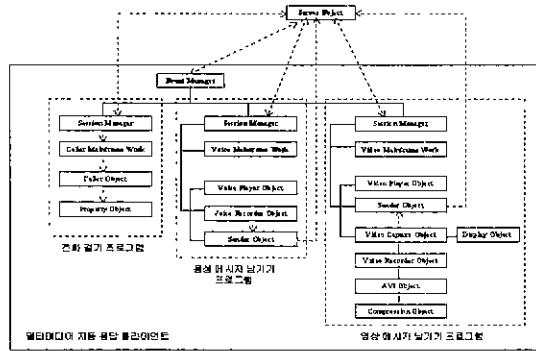 Server Object
Event Manager
Session Manager
Caller Mainframe Work
Caller Object
Property Object
전화 걸기 프로그램
Session Manager
Voice Mainframe Work
Voice Player Object
Voice Recorder Object
Sender Object
음성 메시지 남기기
프로그램
Session Manager
Video Mainframe Work
Video Player Object
Sender Object
Video Capture Object
Display Object
Video Recorder Object
AVI Object
Compression Object
영상 메시지 남기기 프로그램
멀티미디어 자동 응답 클라이언트